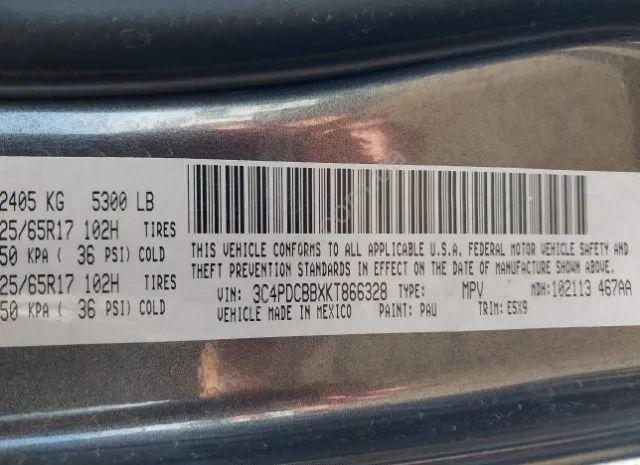 2405 KG 5300 LB
25/65R17 102H TIRES
50 KPA ( 36 PSI) COLD
25/65R17 102H TIRES
50 KPA ( 36 PSI) COLD
THIS VEHICLE CONFORMS TO ALL APPLICABLE U.S.A. FEDERAL MOTOR VEHICLE SAFETY AND
THEFT PREVENTION STANDARDS IN EFFECT ON THE DATE OF MANUFACTURE SHOWN ABOVE.
VIN: 3C4PDCBBXKT866328 TYPE: MPV MDH:102113 467AA
VEHICLE MADE IN MEXICO PAINT: PAU TRIM: E5X9